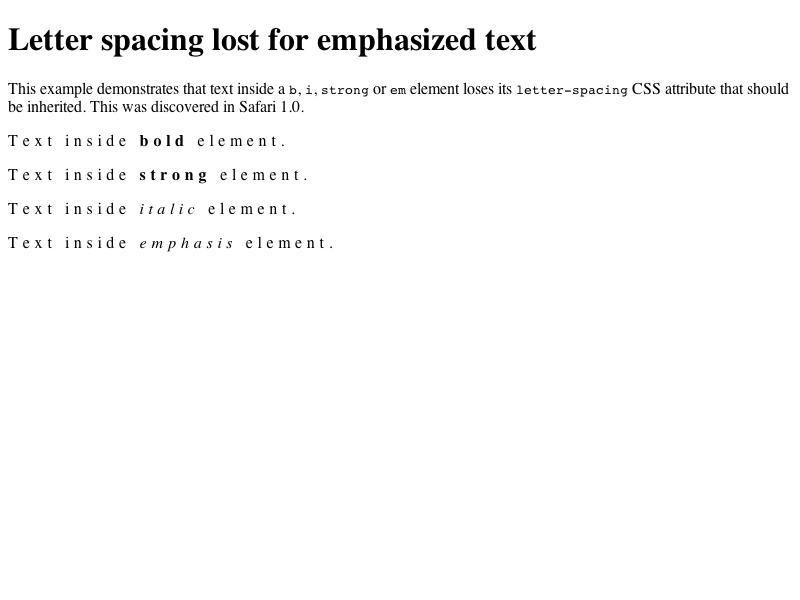 Letter spacing lost for emphasized text
This example demonstrates that text inside a b, i, strong or em element loses its letter-spacing CSS attribute that should
be inherited. This was discovered in Safari 1.0.
Text inside bold element.
Text inside strong element.
Text inside italic element.
Text inside emphasis element.